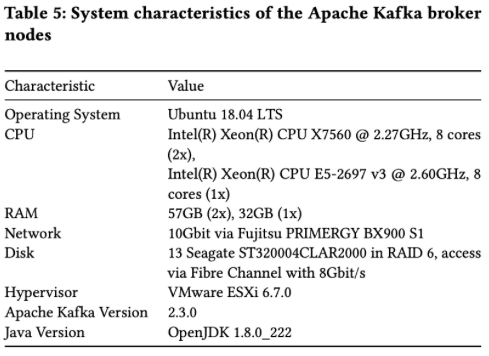 Table 5: System characteristics of the Apache Kafka broker
nodes
Characteristic Value
Operating System Ubuntu 18.04 LTS
CPU Intel(R) Xeon(R) CPU X7560 @ 2.27GHz, 8 cores
(2x),
Intel(R) Xeon(R) CPU E5-2697 v3 @ 2.60GHz, 8
cores (1x)
RAM 57GB (2x), 32GB (1x)
Network 10Gbit via Fujitsu PRIMERGY BX900 S1
Disk 13 Seagate ST320004CLAR2000 in RAID 6, access
via Fibre Channel with 8Gbit/s
Hypervisor VMware ESXi 6.7.0
Apache Kafka Version 2.3.0
Java Version OpenJDK 1.8.0_222